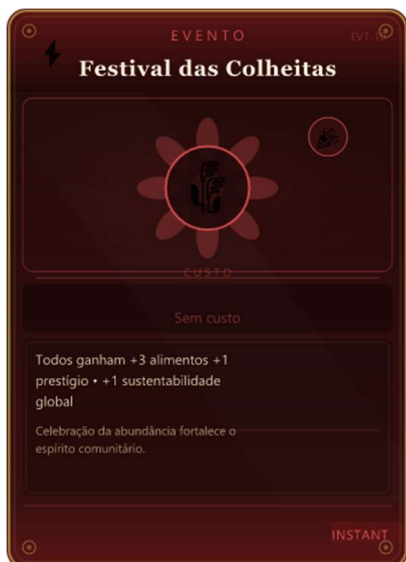 EVENTO
Festival das Colheitas
CUSTO
Sem custo
Todos ganham +3 alimentos +1
prestígio • +1 sustentabilidade
global
Celebração da abundância fortalece o
espírito comunitário.
INSTANT